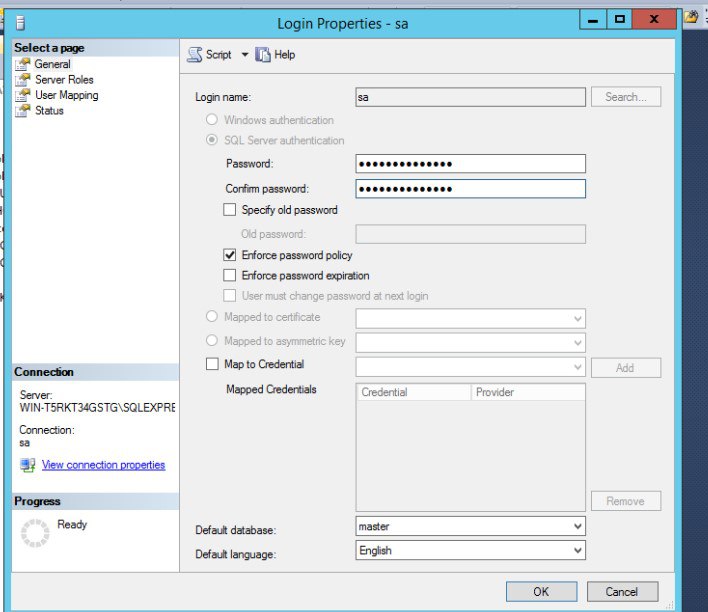 Login Properties - sa
Select a page
General
Server Roles
User Mapping
Status
Script
Help
Login name:
sa
Search...
Windows authentication
SQL Server authentication
Password:
••••••••••••••
Confirm password:
••••••••••••••
Specify old password
Old password:
Enforce password policy
Enforce password expiration
User must change password at next login
Mapped to certificate
Mapped to asymmetric key
Map to Credential
Add
Mapped Credentials
Credential
Provider
Remove
Default database:
master
Default language:
English
Connection
Server:
WIN-T5RKT34GSTG\SQLEXPRE
Connection:
sa
View connection properties
Progress
Ready
OK
Cancel